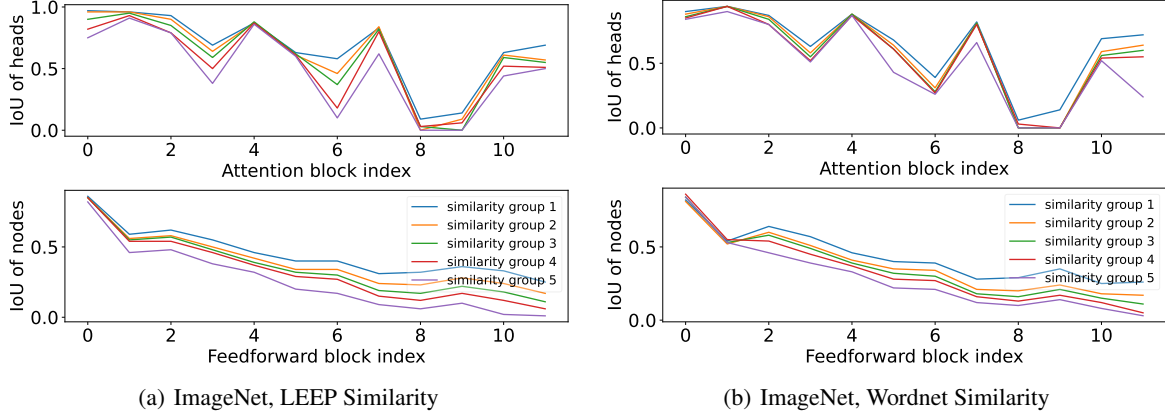 IoU of heads
1.0
0.5
0.0
0 2 4 6 8 10
Attention block index
IoU of nodes
0.5
0.0
similarity group 1
similarity group 2
similarity group 3
similarity group 4
similarity group 5
0 2 4 6 8 10
Feedforward block index
(a) ImageNet, LEEP Similarity
IoU of heads
0.5
0.0
0 2 4 6 8 10
Attention block index
IoU of nodes
0.5
0.0
similarity group 1
similarity group 2
similarity group 3
similarity group 4
similarity group 5
0 2 4 6 8 10
Feedforward block index
(b) ImageNet, Wordnet Similarity